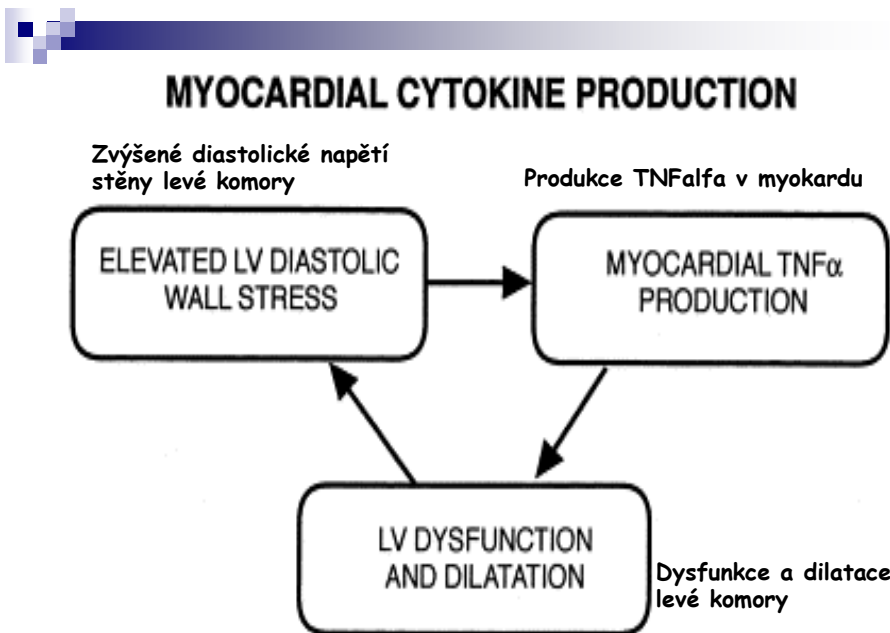 MYOCARDIAL CYTOKINE PRODUCTION
Zvýšené diastolické napětí
stěny levé komory
Produkce TNFalfa v myokardu
ELEVATED LV DIASTOLIC
WALL STRESS
MYOCARDIAL TNFα
PRODUCTION
LV DYSFUNCTION
AND DILATATION
Dysfunkce a dilatace
levé komory